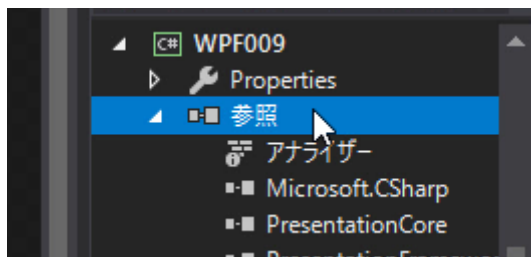 C# WPF009
Properties
参照
アナライザー
Microsoft.CSharp
PresentationCore